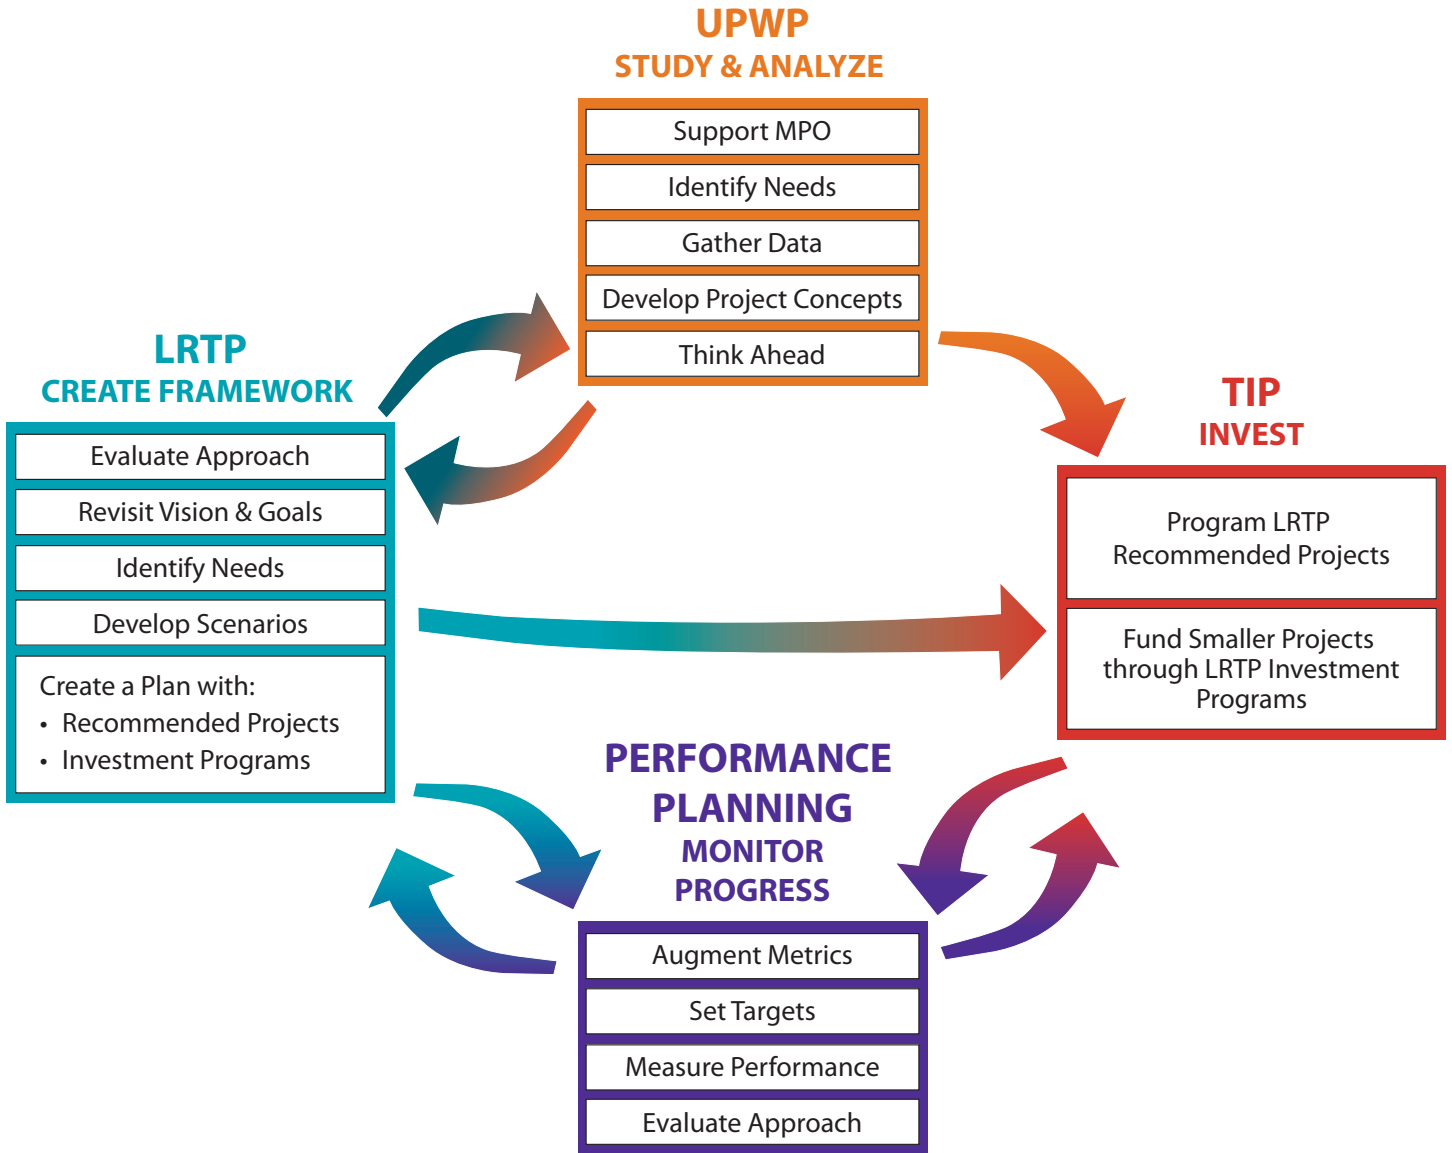 UPWP
STUDY & ANALYZE
Support MPO
Identify Needs
Gather Data
Develop Project Concepts
Think Ahead
LRTP
CREATE FRAMEWORK
Evaluate Approach
Revisit Vision & Goals
Identify Needs
Develop Scenarios
Create a Plan with:
• Recommended Projects
• Investment Programs
TIP
INVEST
Program LRTP
Recommended Projects
Fund Smaller Projects
through LRTP Investment
Programs
PERFORMANCE
PLANNING
MONITOR
PROGRESS
Augment Metrics
Set Targets
Measure Performance
Evaluate Approach